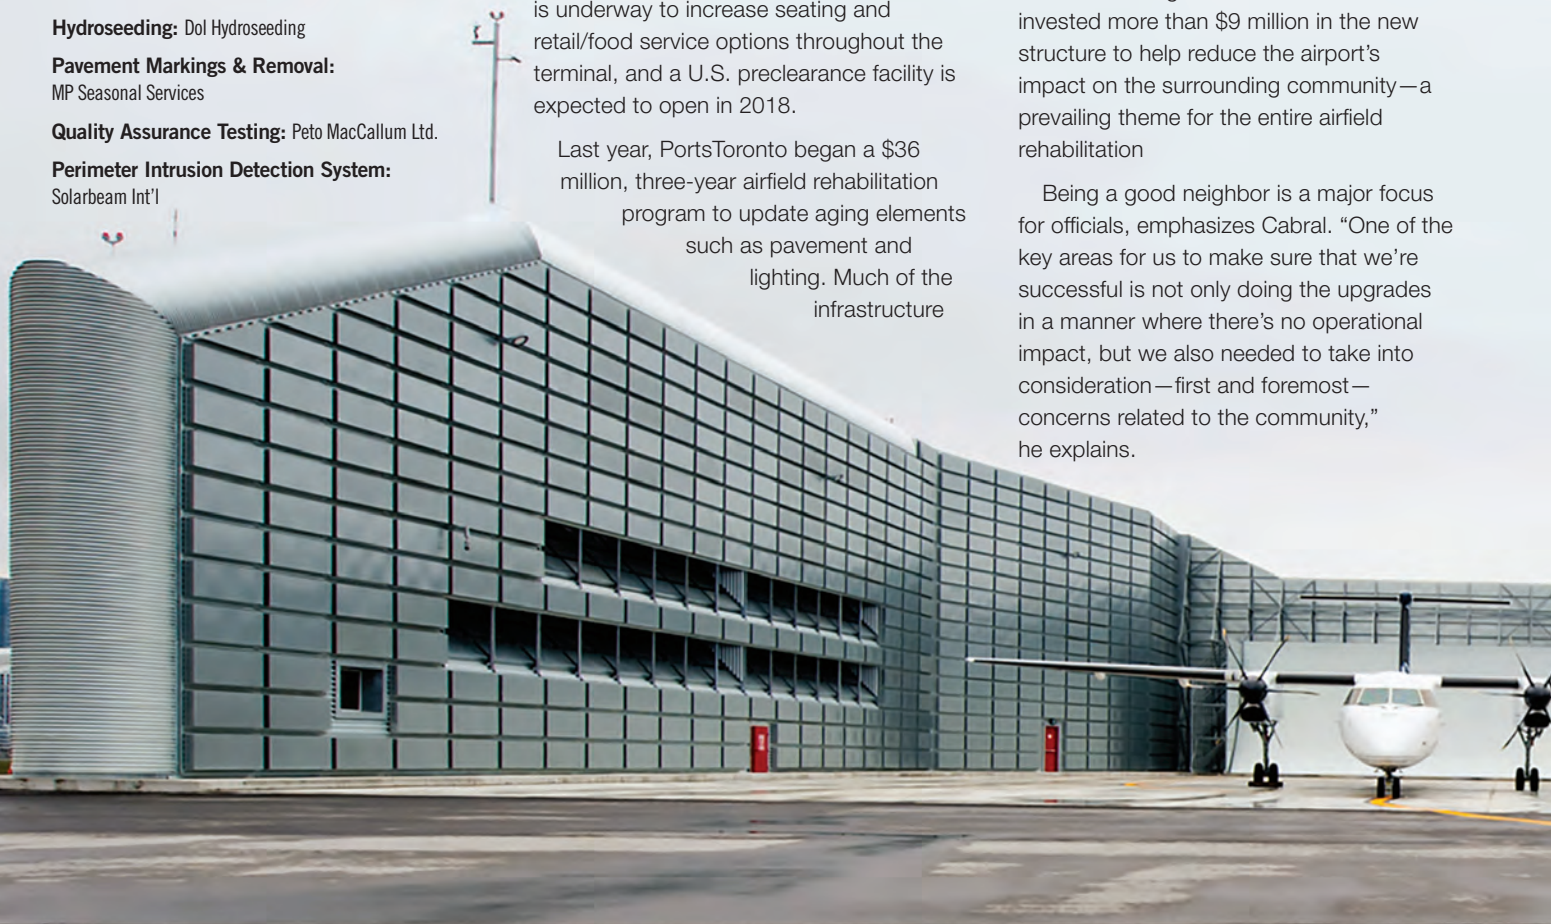 Hydroseeding: Dol Hydroseeding
Pavement Markings & Removal:
MP Seasonal Services
Quality Assurance Testing: Peto MacCallum Ltd.
Perimeter Intrusion Detection System:
Solarbeam Int'l
is underway to increase seating and
retail/food service options throughout the
terminal, and a U.S. preclearance facility is
expected to open in 2018.
Last year, PortsToronto began a $36
million, three-year airfield rehabilitation
program to update aging elements
such as pavement and
lighting. Much of the
infrastructure
invested more than $9 million in the new
structure to help reduce the airport’s
impact on the surrounding community—a
prevailing theme for the entire airfield
rehabilitation
Being a good neighbor is a major focus
for officials, emphasizes Cabral. “One of the
key areas for us to make sure that we’re
successful is not only doing the upgrades
in a manner where there’s no operational
impact, but we also needed to take into
consideration—first and foremost—
concerns related to the community,”
he explains.